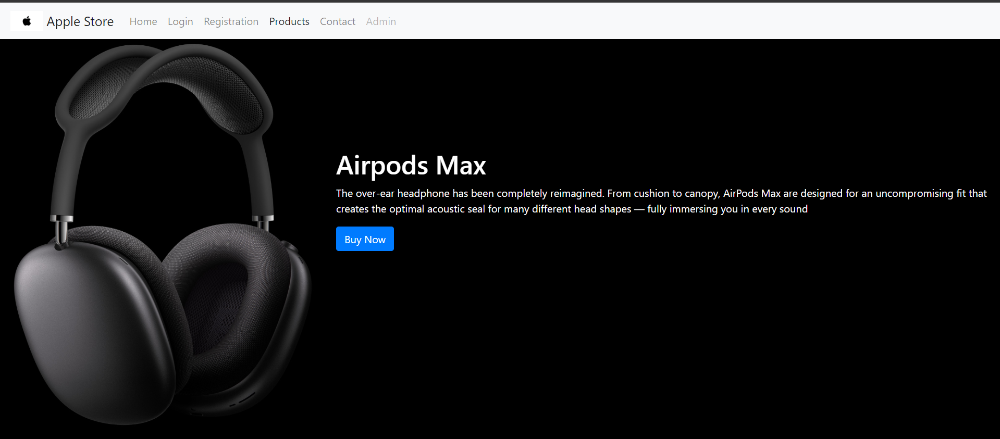 Apple Store Home Login Registration Products Contact Admin
Airpods Max
The over-ear headphone has been completely reimagined. From cushion to canopy, AirPods Max are designed for an uncompromising fit that
creates the optimal acoustic seal for many different head shapes — fully immersing you in every sound
Buy Now